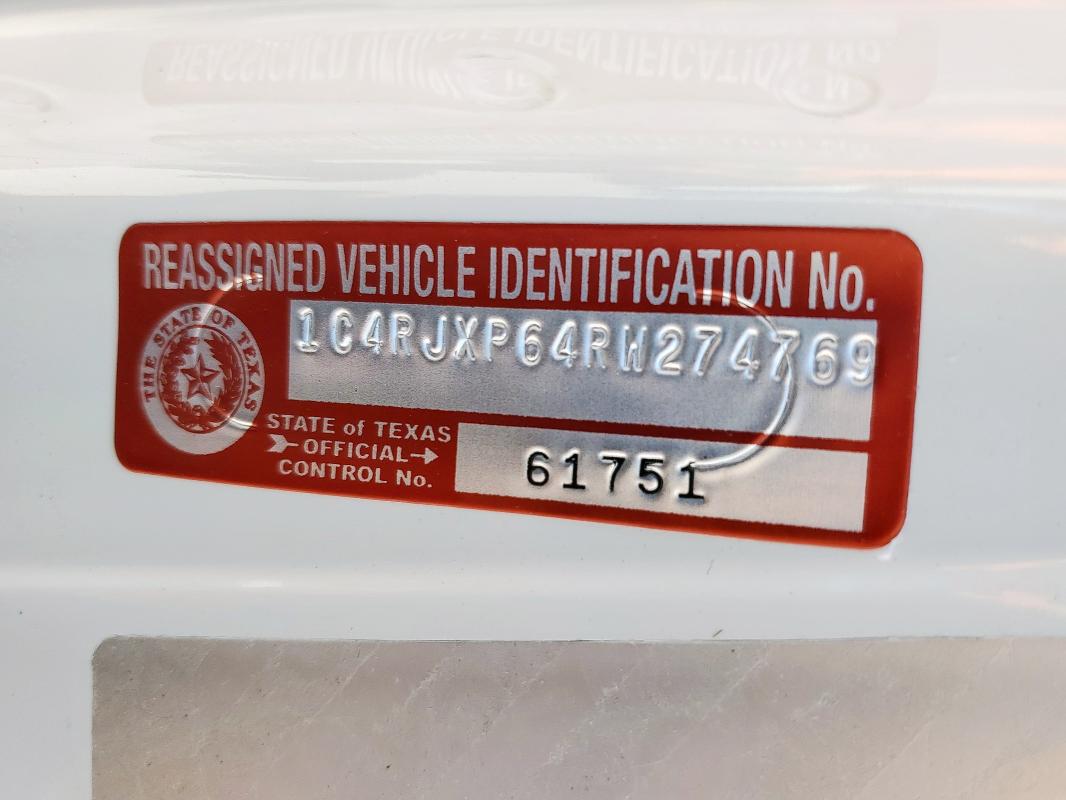 REASSIGNED VEHICLE IDENTIFICATION No.
1C4RJXP64RW274769
THE STATE OF TEXAS
STATE of TEXAS
OFFICIAL
CONTROL No.
61751